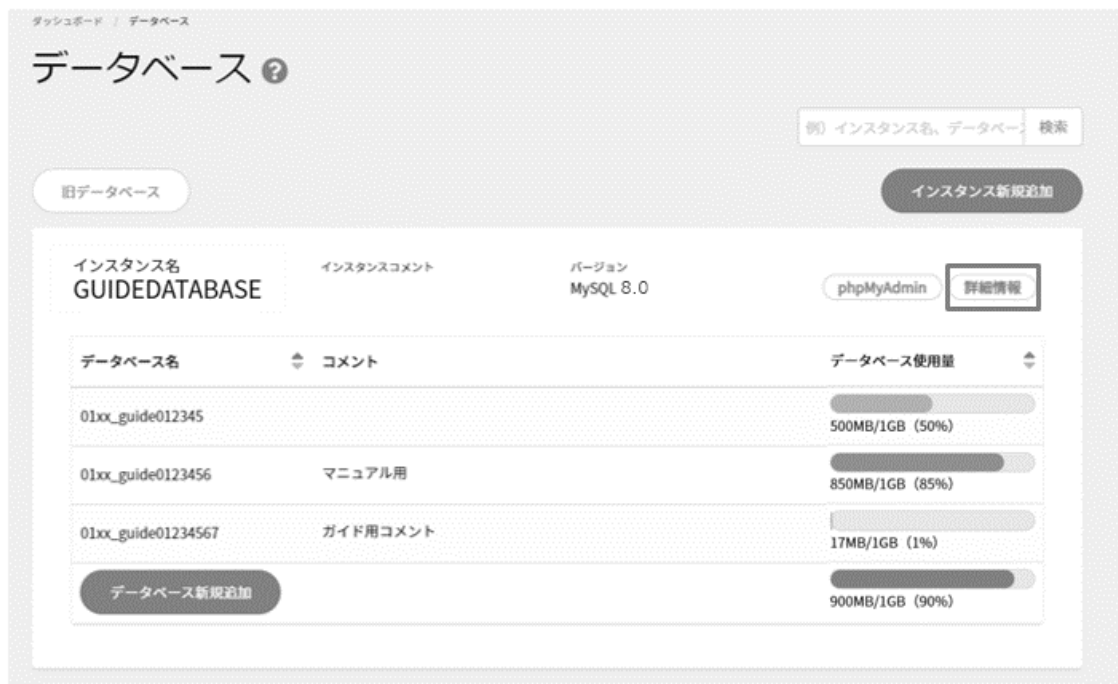 ダッシュボード / データベース
データベース ?
例）インスタンス名、データベース 検索
旧データベース インスタンス新規追加
インスタンス名 インスタンスコメント バージョン
GUIDEDATABASE MySQL 8.0 phpMyAdmin 詳細情報
データベース名 コメント データベース使用量
01xx_guide012345
500MB/1GB（50%）
01xx_guide0123456 マニュアル用
850MB/1GB（85%）
01xx_guide01234567 ガイド用コメント
17MB/1GB（1%）
データベース新規追加
900MB/1GB（90%）